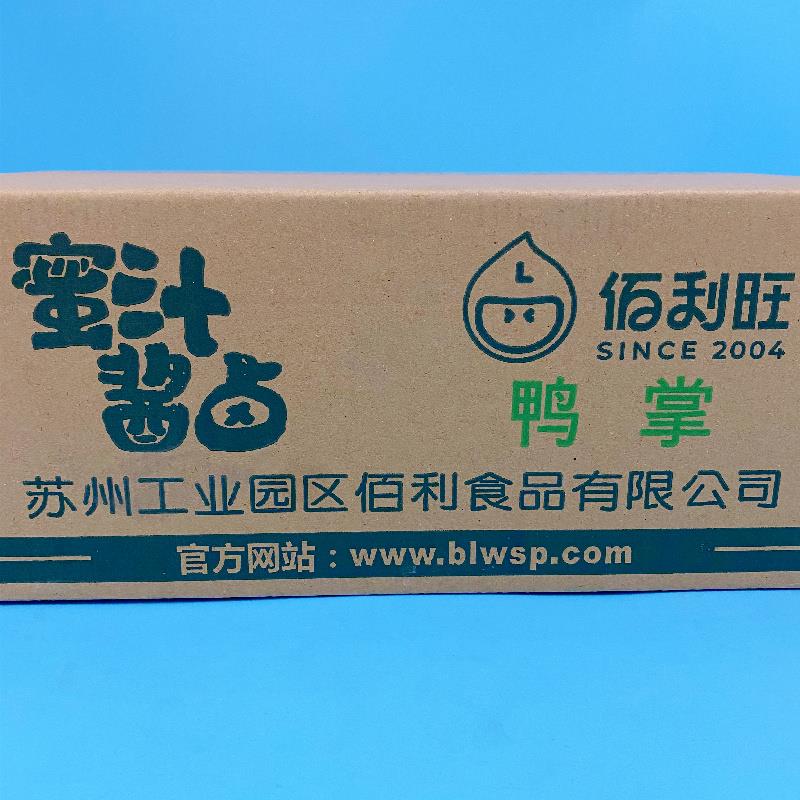 蜜汁
酱卤
佰利旺
SINCE 2004
鸭 掌
苏州工业园区佰利食品有限公司
官方网站：www.blwsp.com